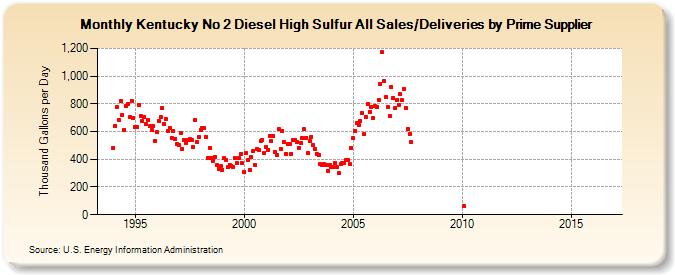 Monthly Kentucky No 2 Diesel High Sulfur All Sales/Deliveries by Prime Supplier
Thousand Gallons per Day
1,200
1,000
800
600
400
200
0
1995 2000 2005 2010 2015
Source: U.S. Energy Information Administration